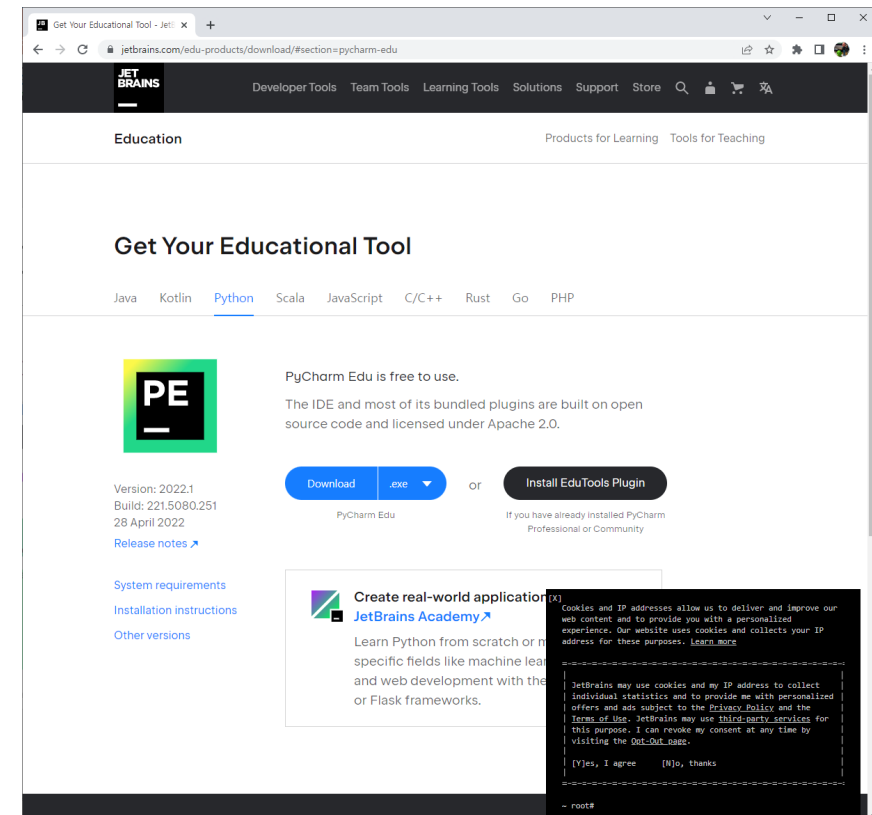 Get Your Educational Tool - JetB
jetbrains.com/edu-products/download/#section=pycharm-edu
JET
BRAINS
Developer Tools Team Tools Learning Tools Solutions Support Store
Education
Products for Learning Tools for Teaching
Get Your Educational Tool
Java Kotlin Python Scala JavaScript C/C++ Rust Go PHP
PE
PyCharm Edu is free to use.
The IDE and most of its bundled plugins are built on open
source code and licensed under Apache 2.0.
Version: 2022.1
Build: 221.5080.251
28 April 2022
Release notes
System requirements
Installation instructions
Other versions
Download .exe or Install EduTools Plugin
PyCharm Edu
If you have already installed PyCharm
Professional or Community
Create real-world application
JetBrains Academy
Learn Python from scratch or m
specific fields like machine lear
and web development with the
or Flask frameworks.
[X]
Cookies and IP addresses allow us to deliver and improve our
web content and to provide you with a personalized
experience. Our website uses cookies and collects your IP
address for these purposes. Learn more
JetBrains may use cookies and my IP address to collect
individual statistics and to provide me with personalized
offers and ads subject to the Privacy Policy and the
Terms of Use. JetBrains may use third-party services for
this purpose. I can revoke my consent at any time by
visiting the Opt-Out page.
[Y]es, I agree [N]o, thanks
~ root#